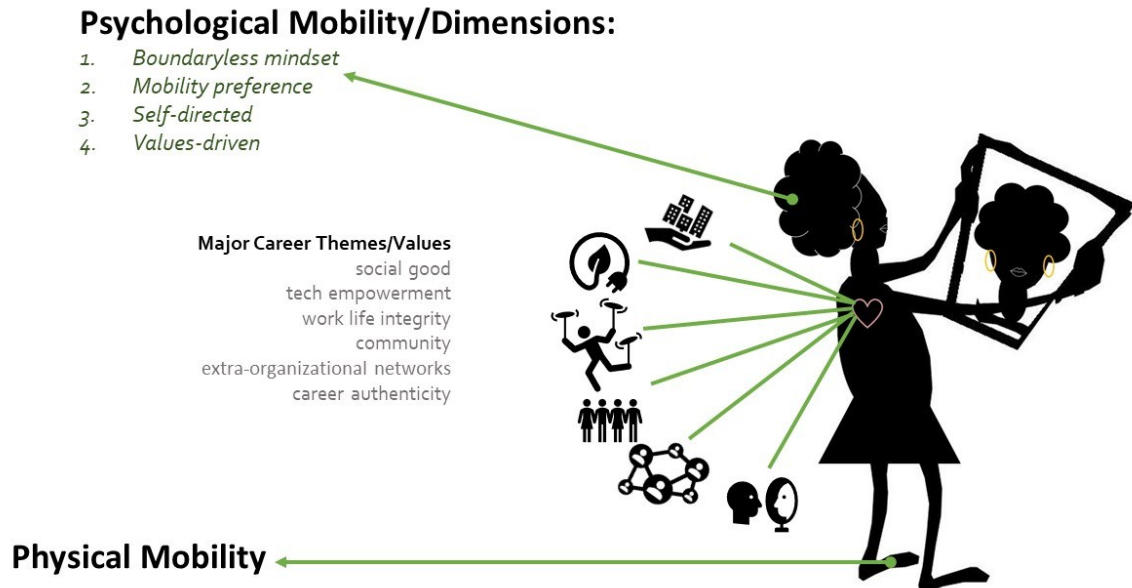 Psychological Mobility/Dimensions:
1. Boundaryless mindset
2. Mobility preference
3. Self-directed
4. Values-driven
Major Career Themes/Values
social good
tech empowerment
work life integrity
community
extra-organizational networks
career authenticity
Physical Mobility